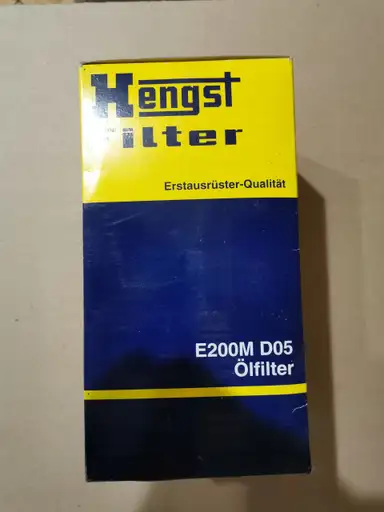 Hengst
Filter
Erstausrüster-Qualität
E200M D05
Ölfilter